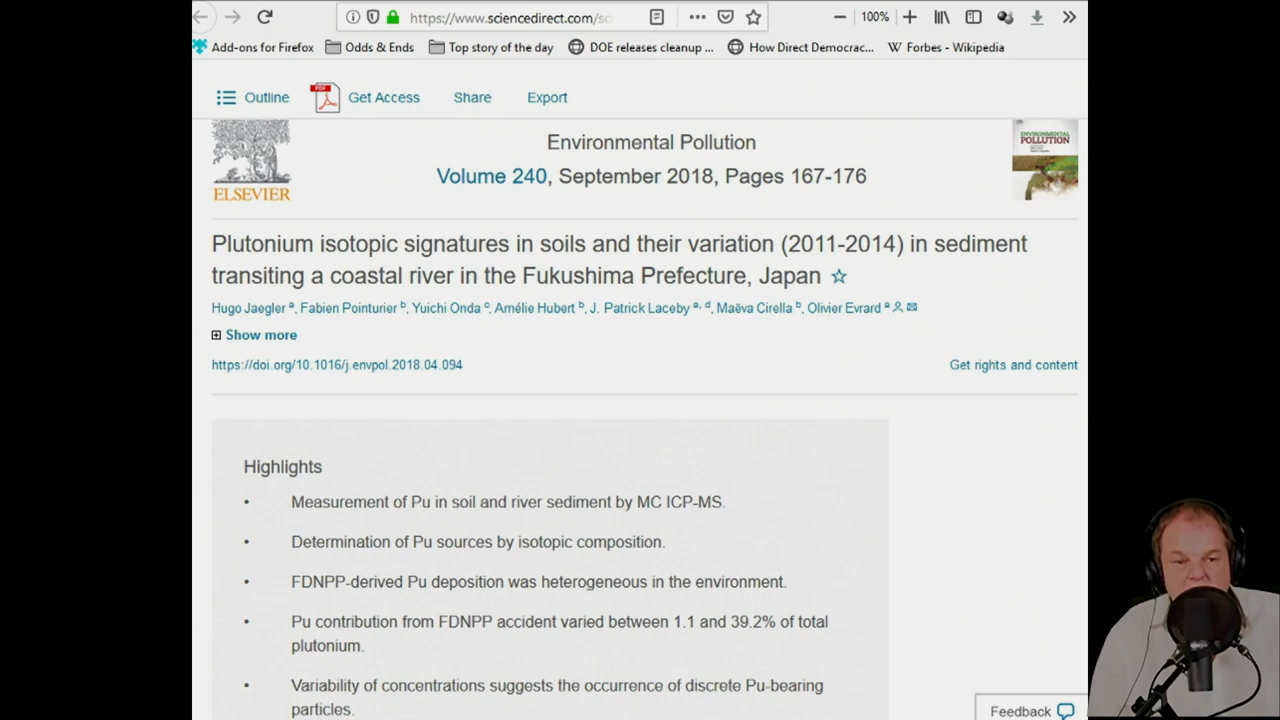 https://www.sciencedirect.com/sc
100%
Add-ons for Firefox Odds & Ends Top story of the day DOE releases cleanup ... How Direct Democrac... W Forbes - Wikipedia
Outline PDF Get Access Share Export
Environmental Pollution
ENVIRONMENTAL
POLLUTION
Volume 240, September 2018, Pages 167-176
ELSEVIER
Plutonium isotopic signatures in soils and their variation (2011-2014) in sediment
transiting a coastal river in the Fukushima Prefecture, Japan ☆
Hugo Jaegler a, Fabien Pointurier b, Yuichi Onda c, Amélie Hubert b, J. Patrick Laceby a, d, Maëva Cirella b, Olivier Evrard a
Show more
https://doi.org/10.1016/j.envpol.2018.04.094 Get rights and content
Highlights
• Measurement of Pu in soil and river sediment by MC ICP-MS.
• Determination of Pu sources by isotopic composition.
• FDNPP-derived Pu deposition was heterogeneous in the environment.
• Pu contribution from FDNPP accident varied between 1.1 and 39.2% of total
plutonium.
• Variability of concentrations suggests the occurrence of discrete Pu-bearing
particles.
Feedback